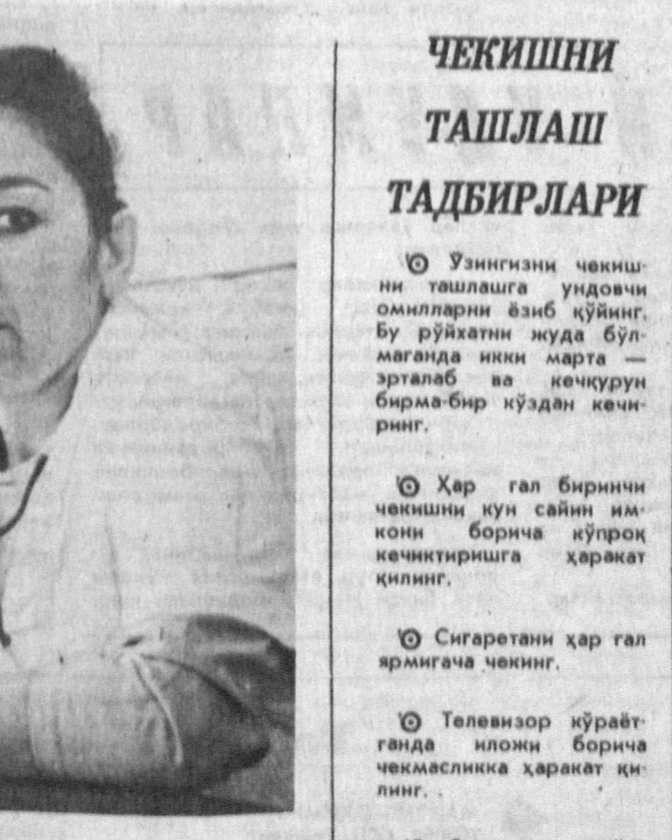 ЧЕКИШНИ
ТАШЛАШ
ТАДБИРЛАРИ
Ўзингизни чекиш-
ни ташлашга ундовчи
омилларни ёзиб қўйинг.
Бу рўйхатни жуда бўл-
маганда икки марта —
эрталаб ва кечқурун
бирма-бир кўздан кечи-
ринг.
Ҳар гал биринчи
чекишни кун сайин им-
кони борича кўпроқ
кечиктиришга ҳаракат
қилинг.
Сигаретани ҳар гал
ярмигача чекинг.
Телевизор кўраёт-
ганда иложи борича
чекмасликка ҳаракат қи-
линг.